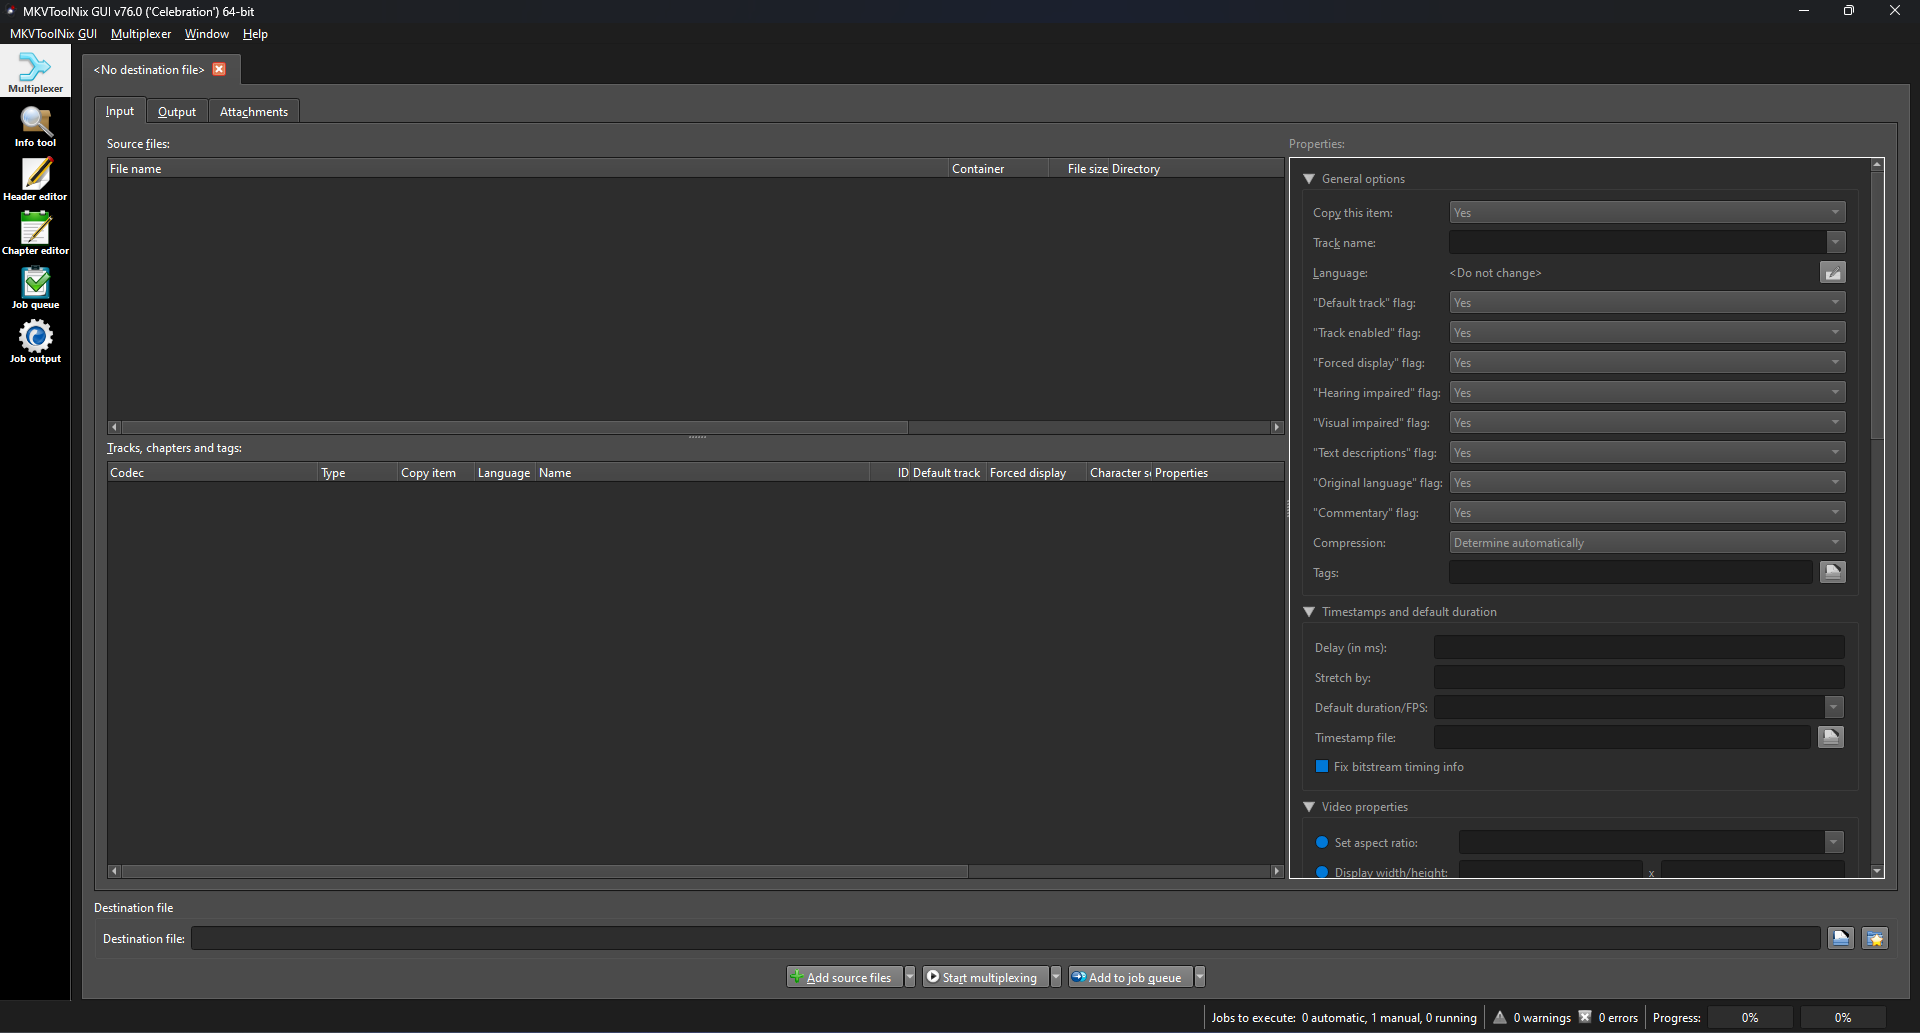 MKVToolNix GUI v76.0 ('Celebration') 64-bit
MKVToolNix GUI Multiplexer Window Help
Multiplexer
Info tool
Header editor
Chapter editor
Job queue
Job output
<No destination file>
Input Output Attachments
Source files:
File name Container File size Directory
Tracks, chapters and tags:
Codec Type Copy item Language Name ID Default track Forced display Character s Properties
Properties:
General options
Copy this item: Yes
Track name:
Language: <Do not change>
"Default track" flag: Yes
"Track enabled" flag: Yes
"Forced display" flag: Yes
"Hearing impaired" flag: Yes
"Visual impaired" flag: Yes
"Text descriptions" flag: Yes
"Original language" flag: Yes
"Commentary" flag: Yes
Compression: Determine automatically
Tags:
Timestamps and default duration
Delay (in ms):
Stretch by:
Default duration/FPS:
Timestamp file:
Fix bitstream timing info
Video properties
Set aspect ratio:
Display width/height: x
Destination file
Destination file:
Add source files Start multiplexing Add to job queue
Jobs to execute: 0 automatic, 1 manual, 0 running 0 warnings 0 errors Progress: 0% 0%